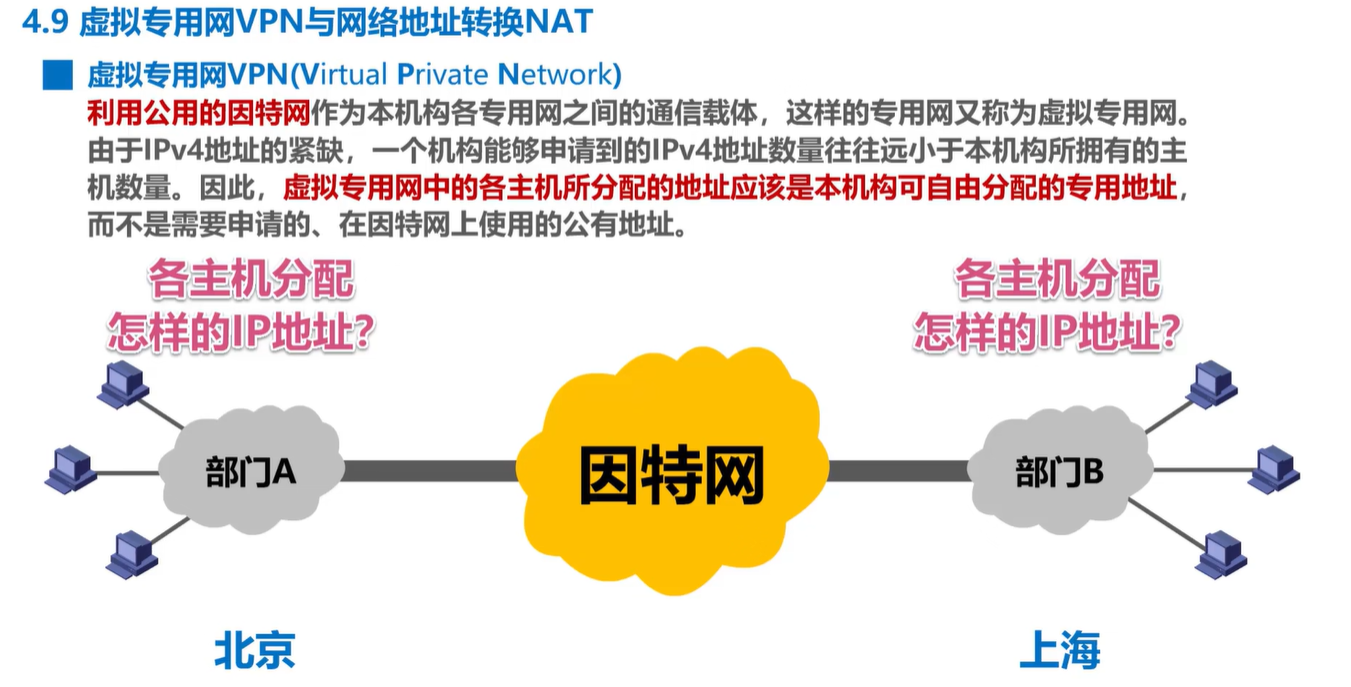 4.9 虚拟专用网VPN与网络地址转换NAT
虚拟专用网VPN(Virtual Private Network)
利用公用的因特网作为本机构各专用网之间的通信载体，这样的专用网又称为虚拟专用网。
由于IPv4地址的紧缺，一个机构能够申请到的IPv4地址数量往往远小于本机构所拥有的主
机数量。因此，虚拟专用网中的各主机所分配的地址应该是本机构可自由分配的专用地址，
而不是需要申请的、在因特网上使用的公有地址。
各主机分配
怎样的IP地址？
各主机分配
怎样的IP地址？
部门A
因特网
部门B
北京
上海